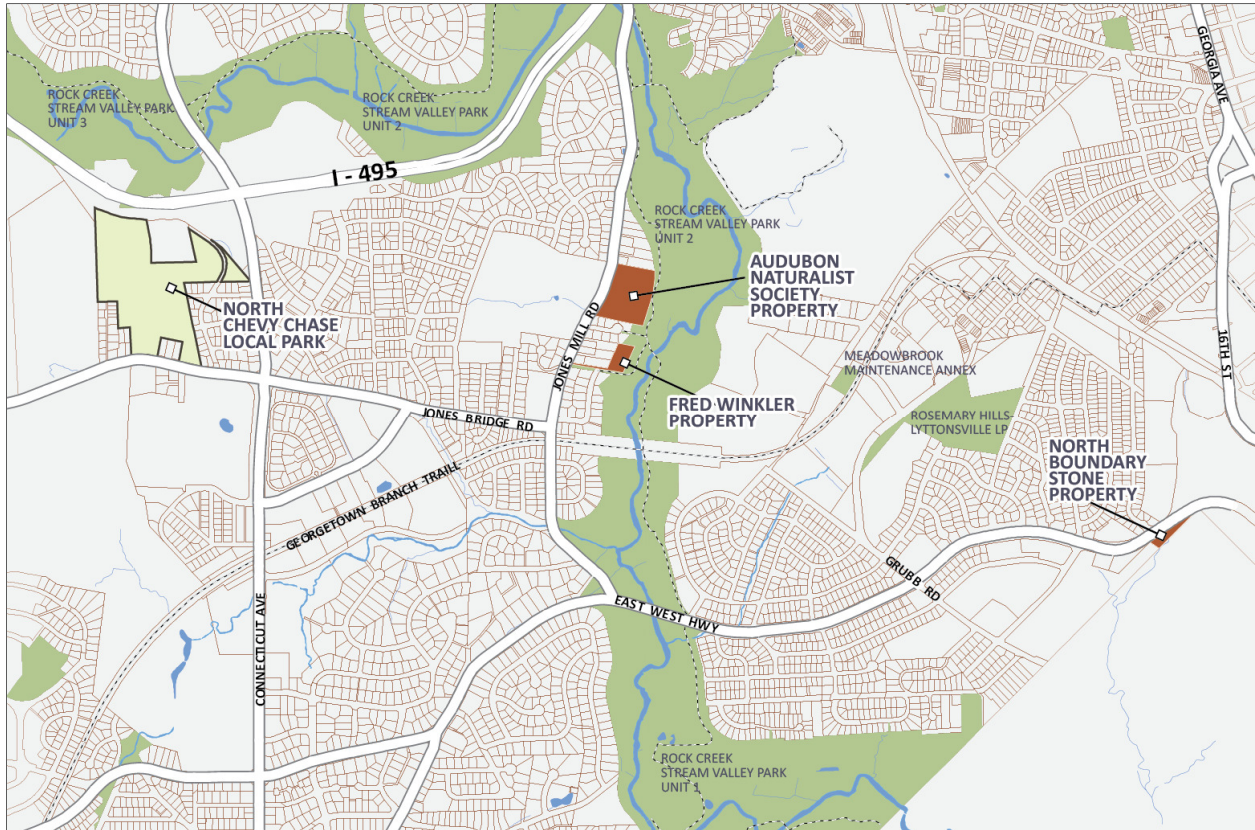 ROCK CREEK
STREAM VALLEY PARK
UNIT 3
ROCK CREEK
STREAM VALLEY PARK
UNIT 2
I - 495
GEORGIA AVE
ROCK CREEK
STREAM VALLEY PARK
UNIT 2
AUDUBON
NATURALIST
SOCIETY
PROPERTY
NORTH
CHEVY CHASE
LOCAL PARK
JONES MILL RD
16TH ST
MEADOWBROOK
MAINTENANCE ANNEX
FRED WINKLER
PROPERTY
JONES BRIDGE RD
ROSEMARY HILLS-
LYTTONSVILLE LP
NORTH
BOUNDARY
STONE
PROPERTY
GEORGETOWN BRANCH TRAILL
GRUBB RD
EAST WEST HWY
CONNECTICUT AVE
ROCK CREEK
STREAM VALLEY PARK
UNIT 1